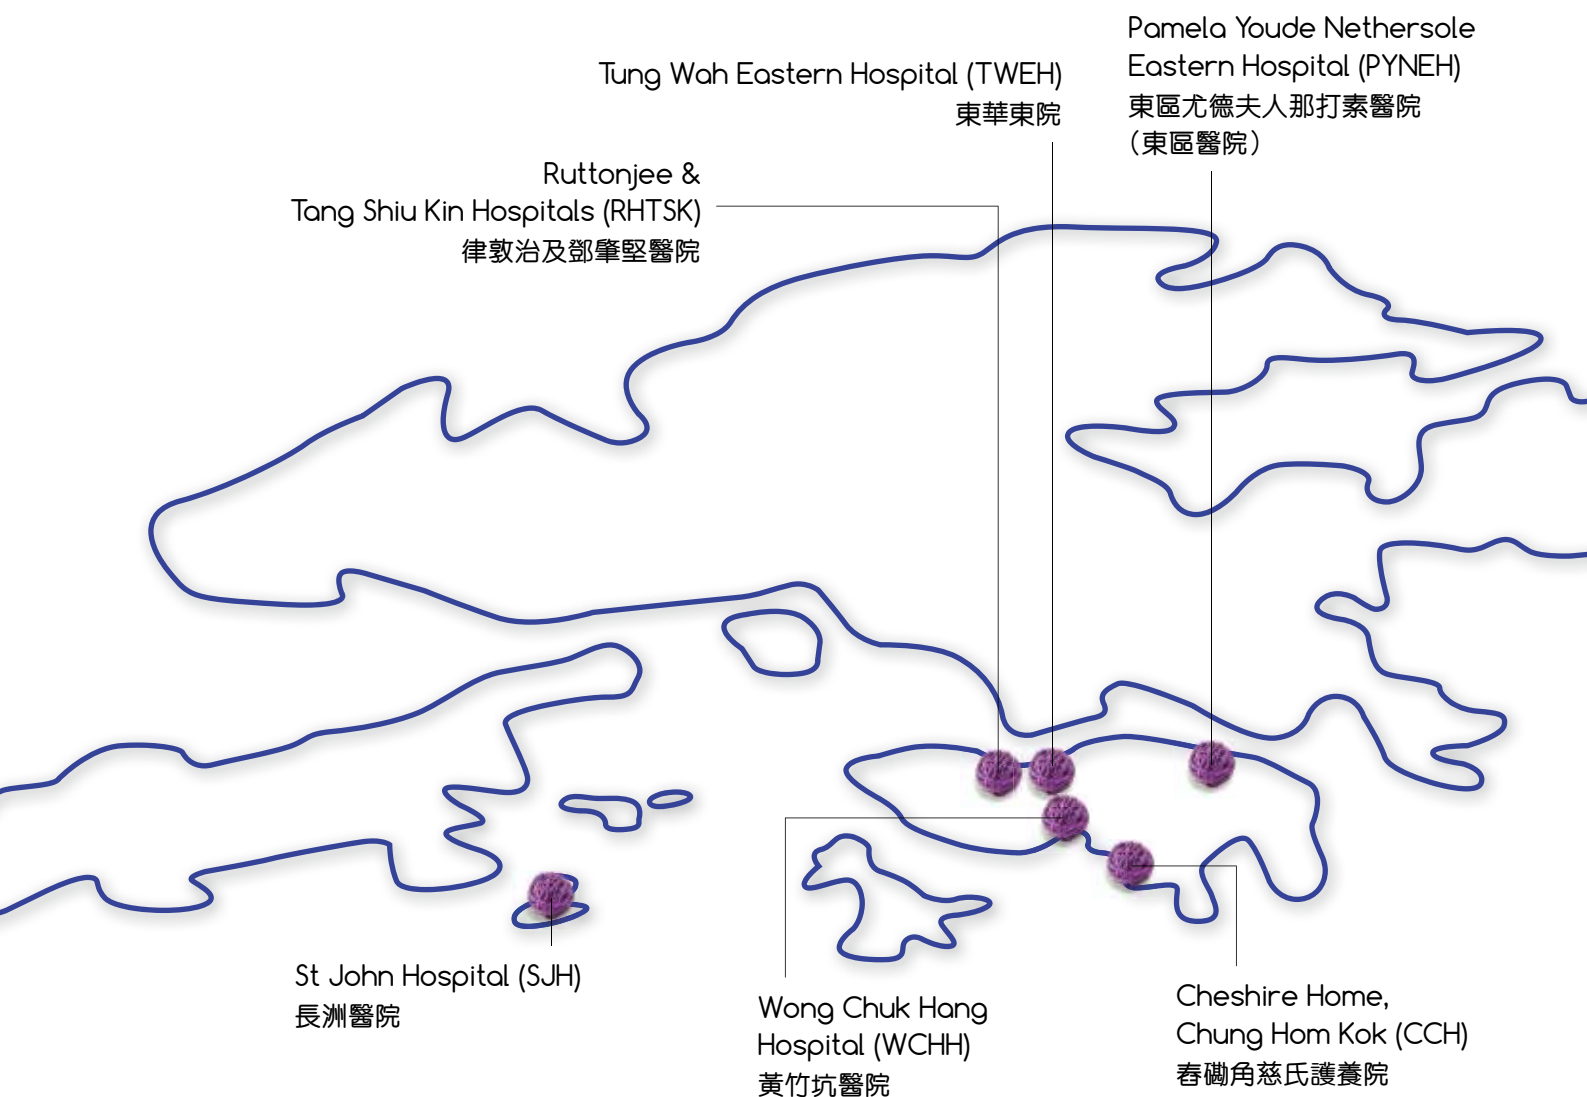 Pamela Youde Nethersole
Eastern Hospital (PYNEH)
東區尤德夫人那打素醫院
（東區醫院）
Tung Wah Eastern Hospital (TWEH)
東華東院
Ruttonjee &
Tang Shiu Kin Hospitals (RHTSK)
律敦治及鄧肇堅醫院
St John Hospital (SJH)
長洲醫院
Wong Chuk Hang
Hospital (WCHH)
黃竹坑醫院
Cheshire Home,
Chung Hom Kok (CCH)
舂磡角慈氏護養院